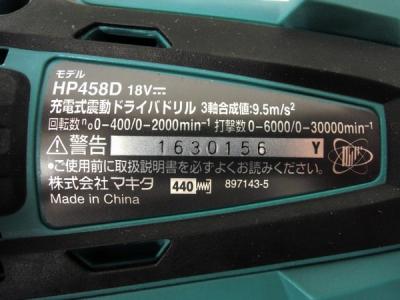 モデル
HP458D 18V⎓
充電式震動ドライバドリル 3軸合成値:9.5m/s²
回転数 n₀0-400/0-2000min⁻¹ 打撃数 0-6000/0-30000min⁻¹
⚠警告 1630156 Y
●ご使用前に取扱説明書を必ずよくお読みください。
株式会社マキタ 440 897143-5
Made in China